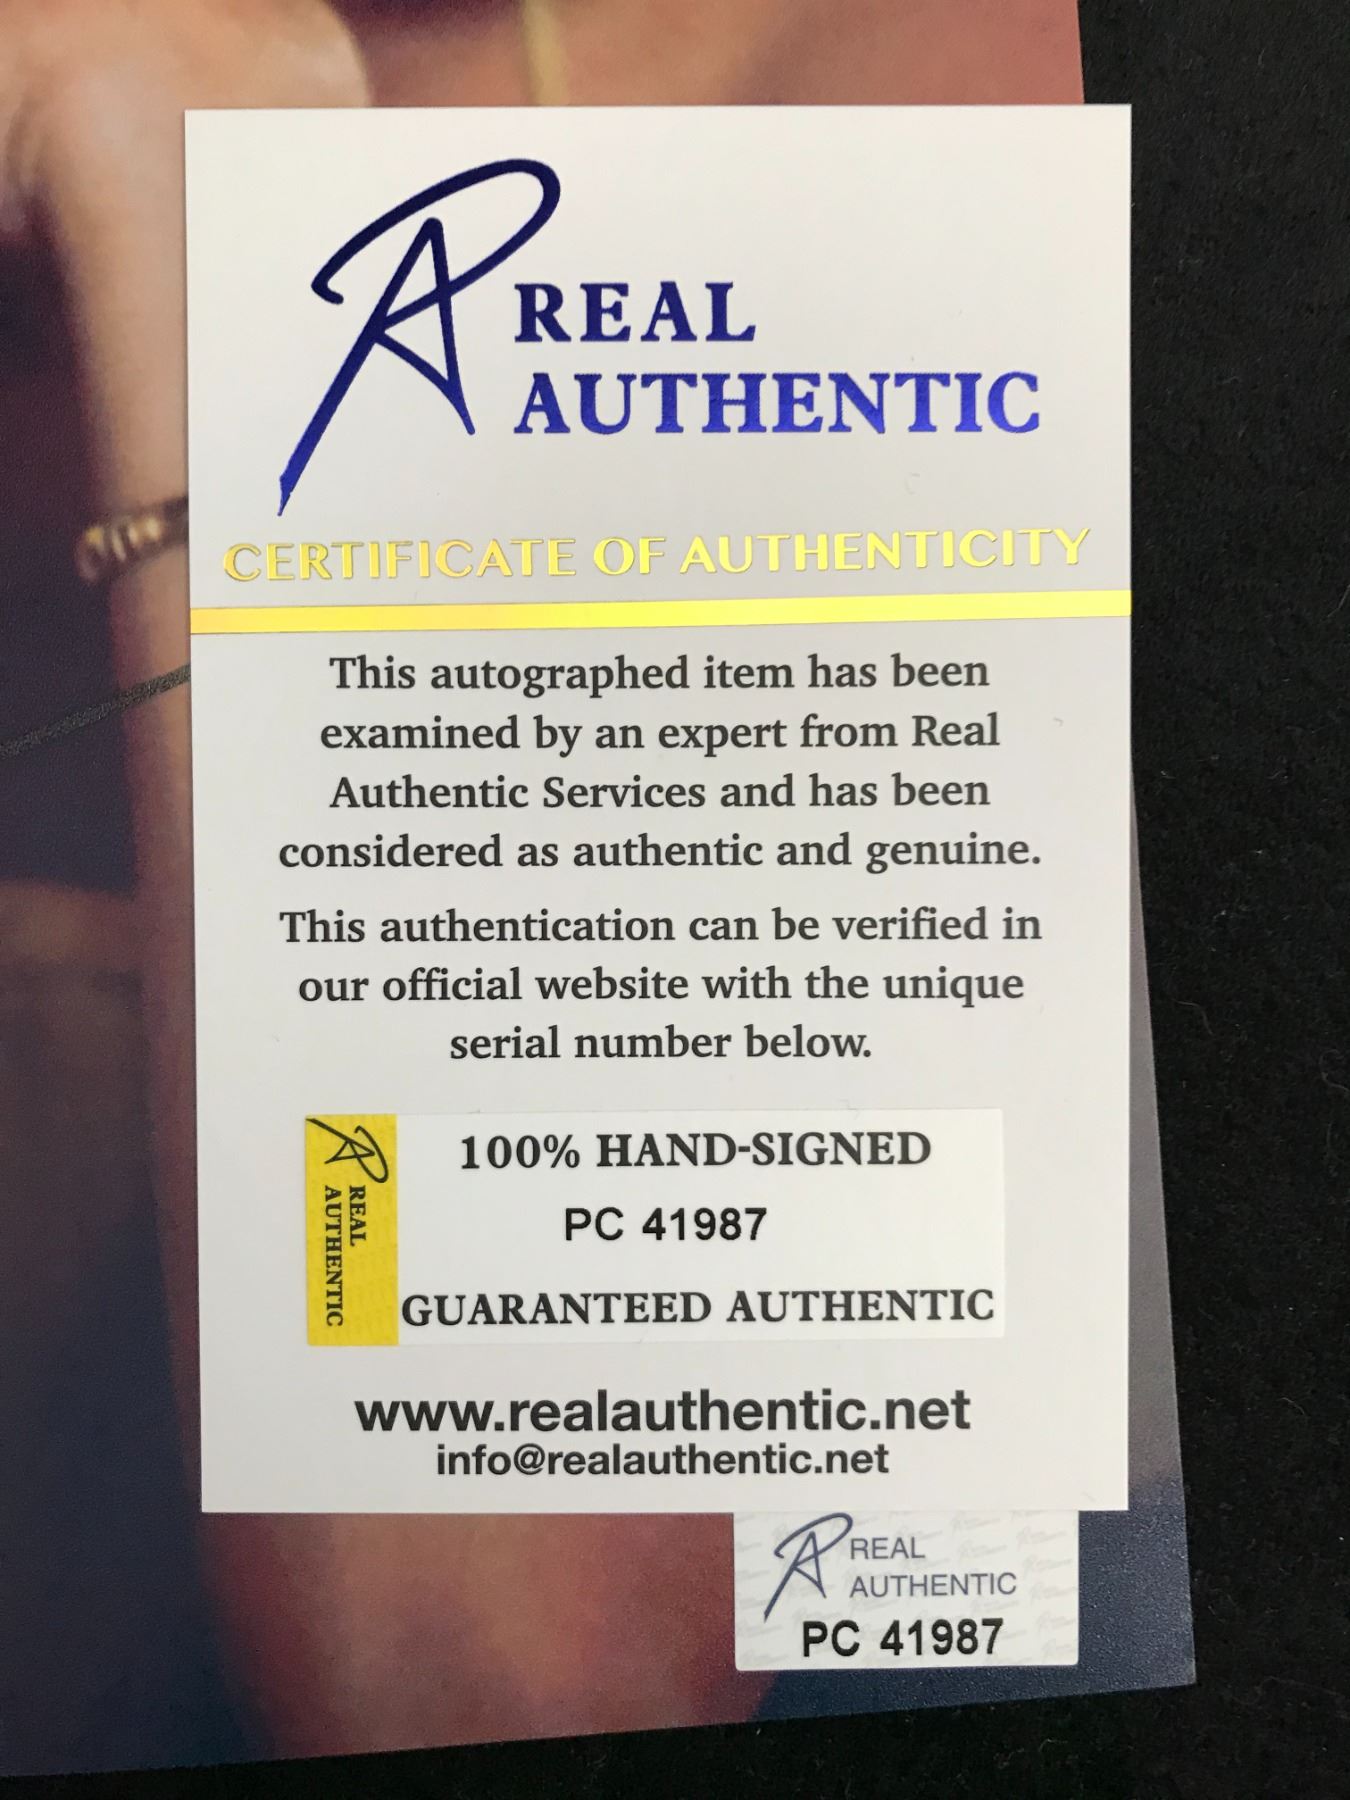 REAL
AUTHENTIC
CERTIFICATE OF AUTHENTICITY
This autographed item has been
examined by an expert from Real
Authentic Services and has been
considered as authentic and genuine.
This authentication can be verified in
our official website with the unique
serial number below.
REAL
AUTHENTIC
100% HAND-SIGNED
PC 41987
GUARANTEED AUTHENTIC
www.realauthentic.net
info@realauthentic.net
REAL
AUTHENTIC
PC 41987